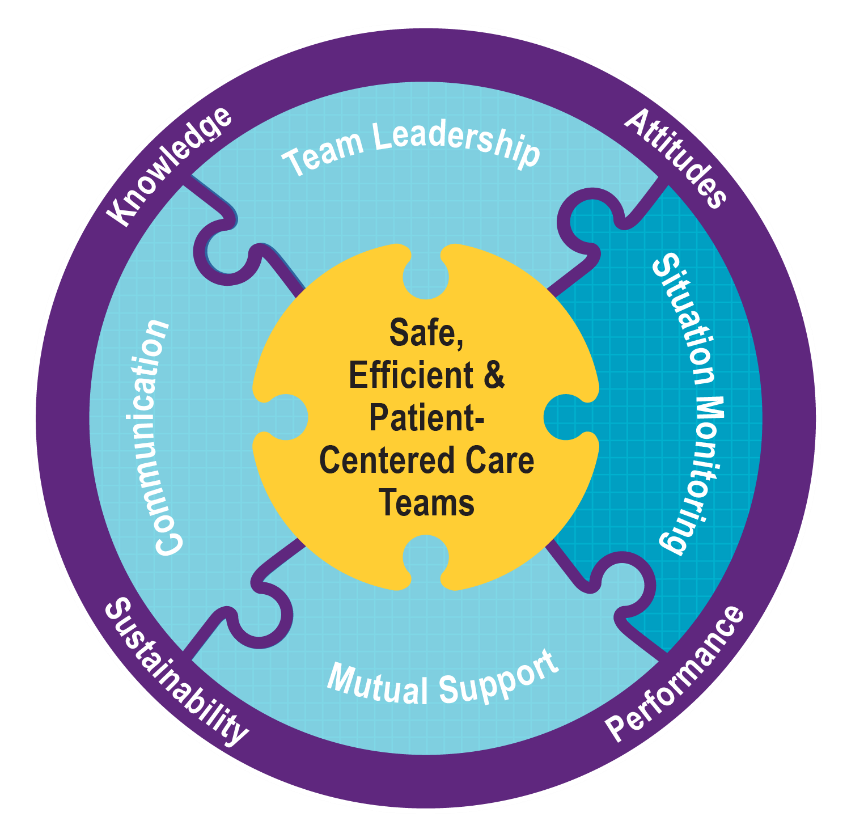 Knowledge
Attitudes
Team Leadership
Situation Monitoring
Communication
Safe,
Efficient &
Patient-
Centered Care
Teams
Mutual Support
Sustainability
Performance